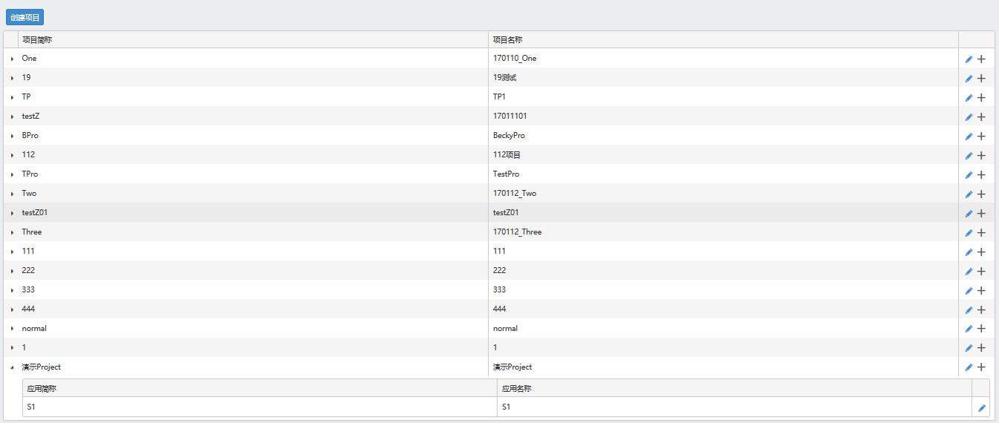 创建项目
项目简称 项目名称
One 170110_One
19 19测试
TP TP1
testZ 17011101
BPro BeckyPro
112 112项目
TPro TestPro
Two 170112_Two
testZ01 testZ01
Three 170112_Three
111 111
222 222
333 333
444 444
normal normal
1 1
演示Project 演示Project
应用简称 应用名称
S1 S1